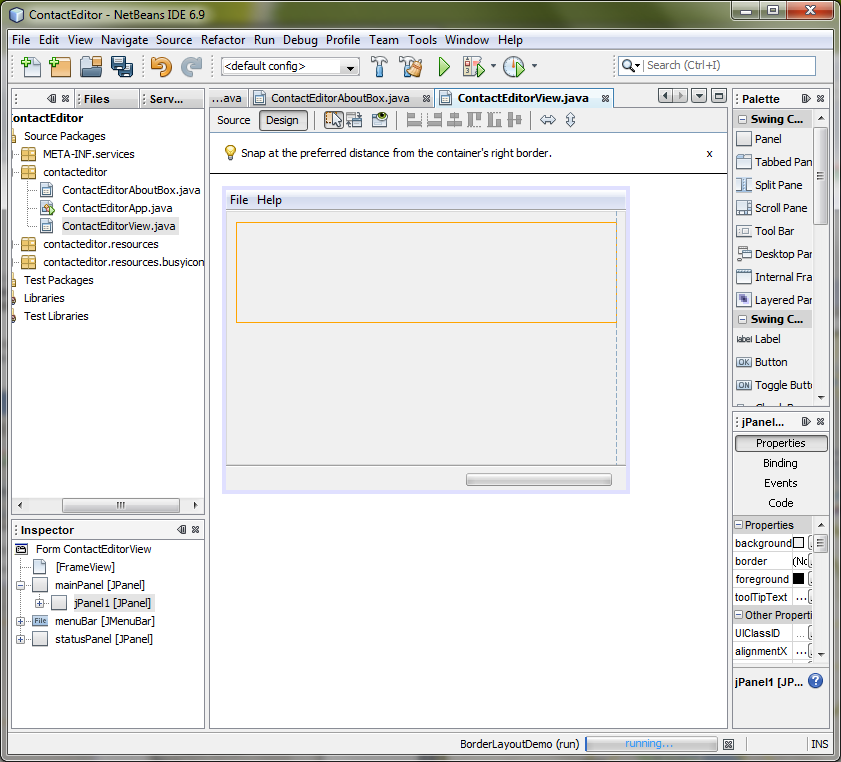 ContactEditor - NetBeans IDE 6.9
File Edit View Navigate Source Refactor Run Debug Profile Team Tools Window Help
<default config>
Search (Ctrl+I)
Files
Serv...
...ava
ContactEditorAboutBox.java
ContactEditorView.java
Palette
ontactEditor
Source Packages
META-INF.services
contacteditor
ContactEditorAboutBox.java
ContactEditorApp.java
ContactEditorView.java
contacteditor.resources
contacteditor.resources.busyicon
Test Packages
Libraries
Test Libraries
Source Design
Snap at the preferred distance from the container's right border.
x
File Help
Swing C...
Panel
Tabbed Pan
Split Pane
Scroll Pane
Tool Bar
Desktop Pan
Internal Fra
Layered Pan
Swing C...
label Label
OK Button
ON Toggle Butt
jPanel...
Properties
Binding
Events
Code
Properties
background
border (No
foreground
toolTipText ...
Other Properti
UIClassID ...
alignmentX ...
jPanel1 [JP...
Inspector
Form ContactEditorView
[FrameView]
mainPanel [JPanel]
jPanel1 [JPanel]
File menuBar [JMenuBar]
statusPanel [JPanel]
BorderLayoutDemo (run)
running...
INS